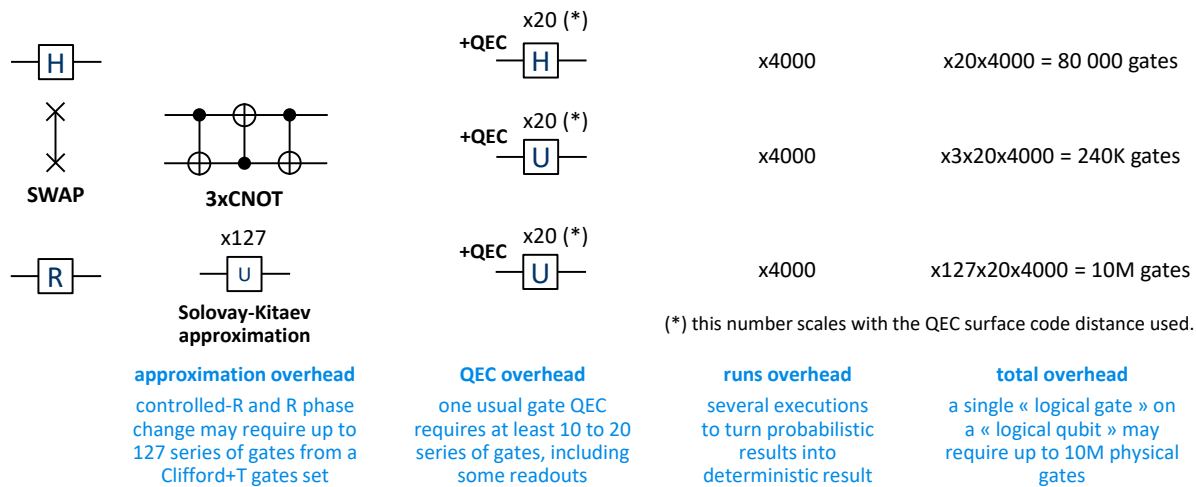 x20 (*)
+QEC
H
H
x4000
x20x4000 = 80 000 gates
x20 (*)
+QEC
U
x4000
x3x20x4000 = 240K gates
SWAP
3xCNOT
x127
x20 (*)
+QEC
R
U
U
x4000
x127x20x4000 = 10M gates
Solovay-Kitaev
approximation
(*) this number scales with the QEC surface code distance used.
approximation overhead
controlled-R and R phase
change may require up to
127 series of gates from a
Clifford+T gates set
QEC overhead
one usual gate QEC
requires at least 10 to 20
series of gates, including
some readouts
runs overhead
several executions
to turn probabilistic
results into
deterministic result
total overhead
a single « logical gate » on
a « logical qubit » may
require up to 10M physical
gates